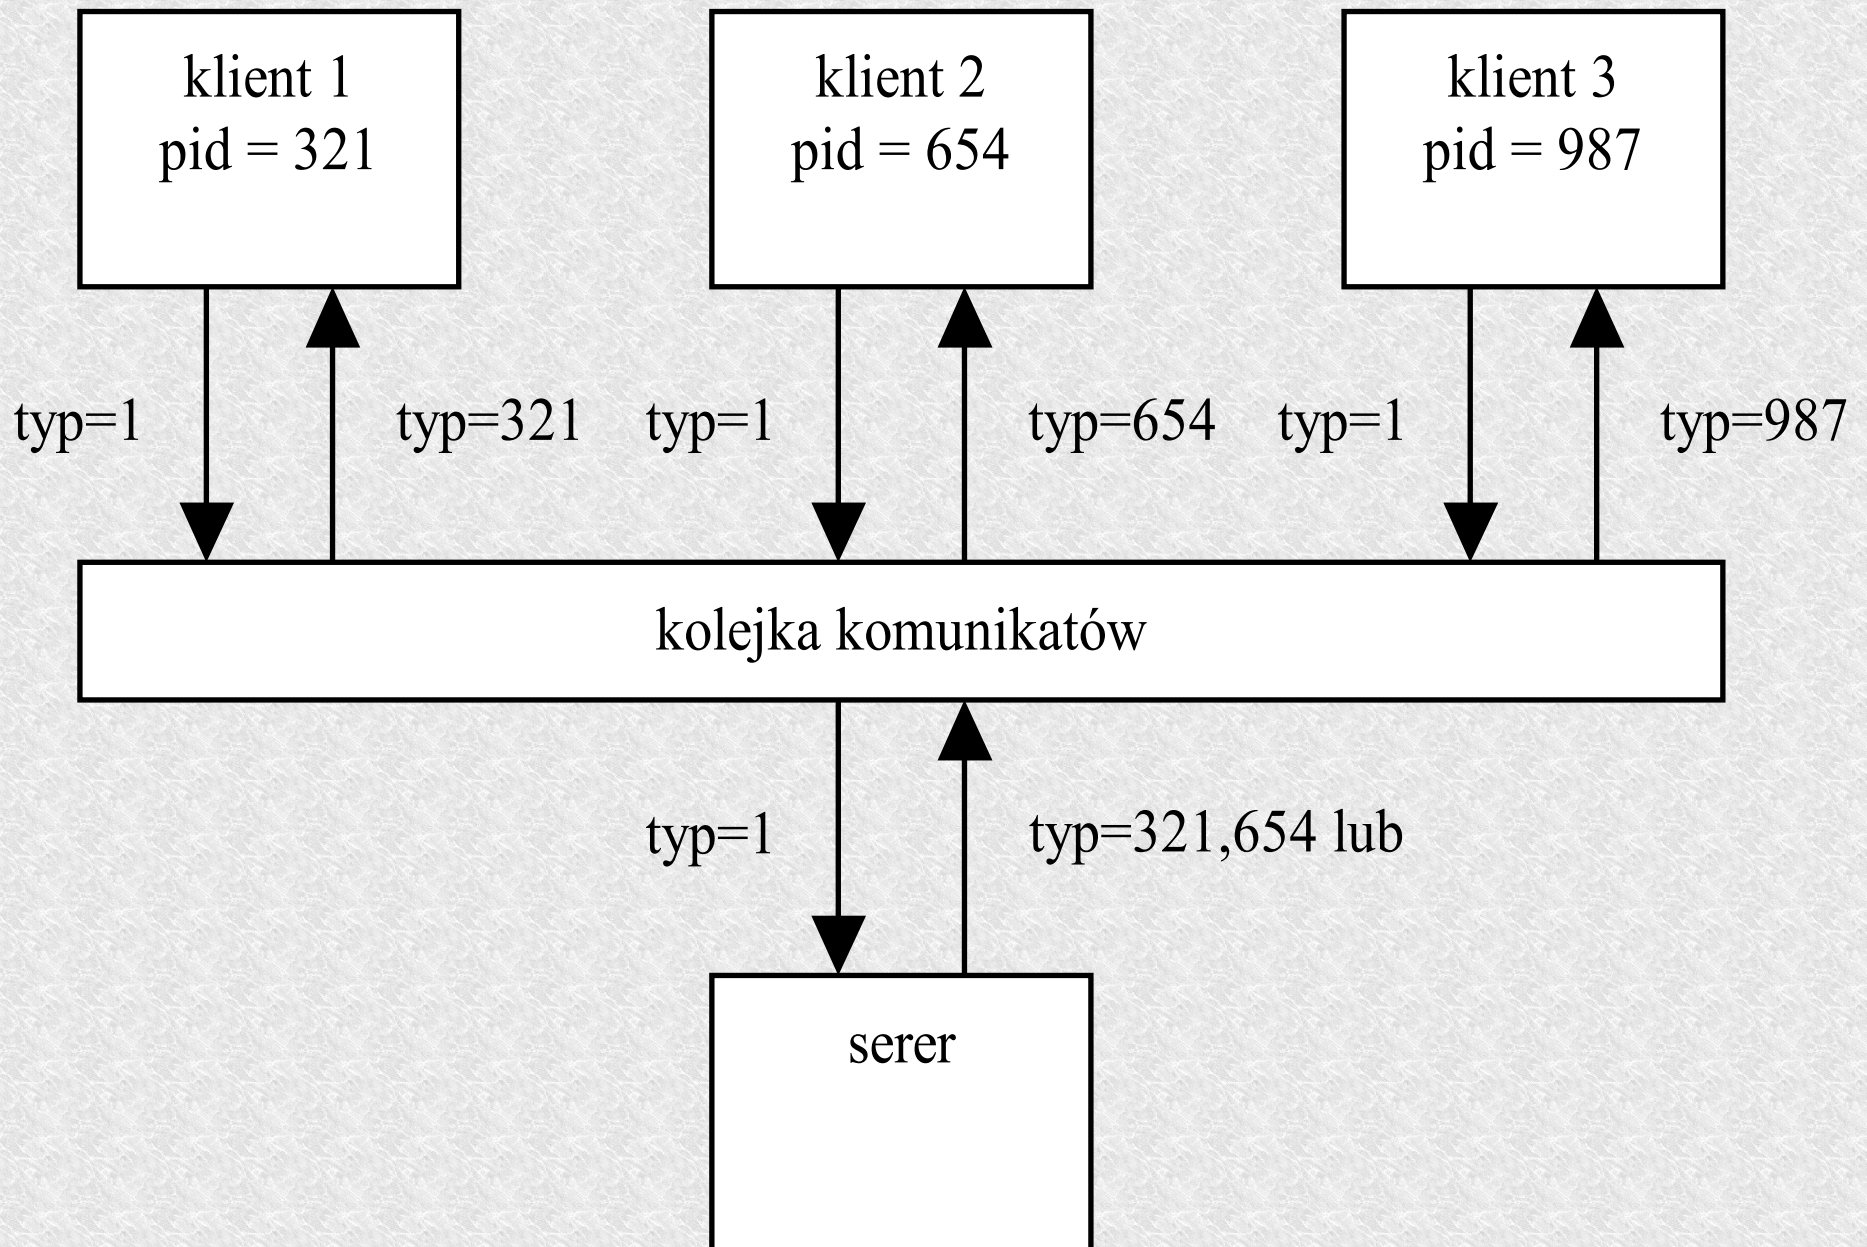 klient 1
pid = 321
klient 2
pid = 654
klient 3
pid = 987
typ=1
typ=321
typ=1
typ=654
typ=1
typ=987
kolejka komunikatów
typ=1
typ=321,654 lub
serer